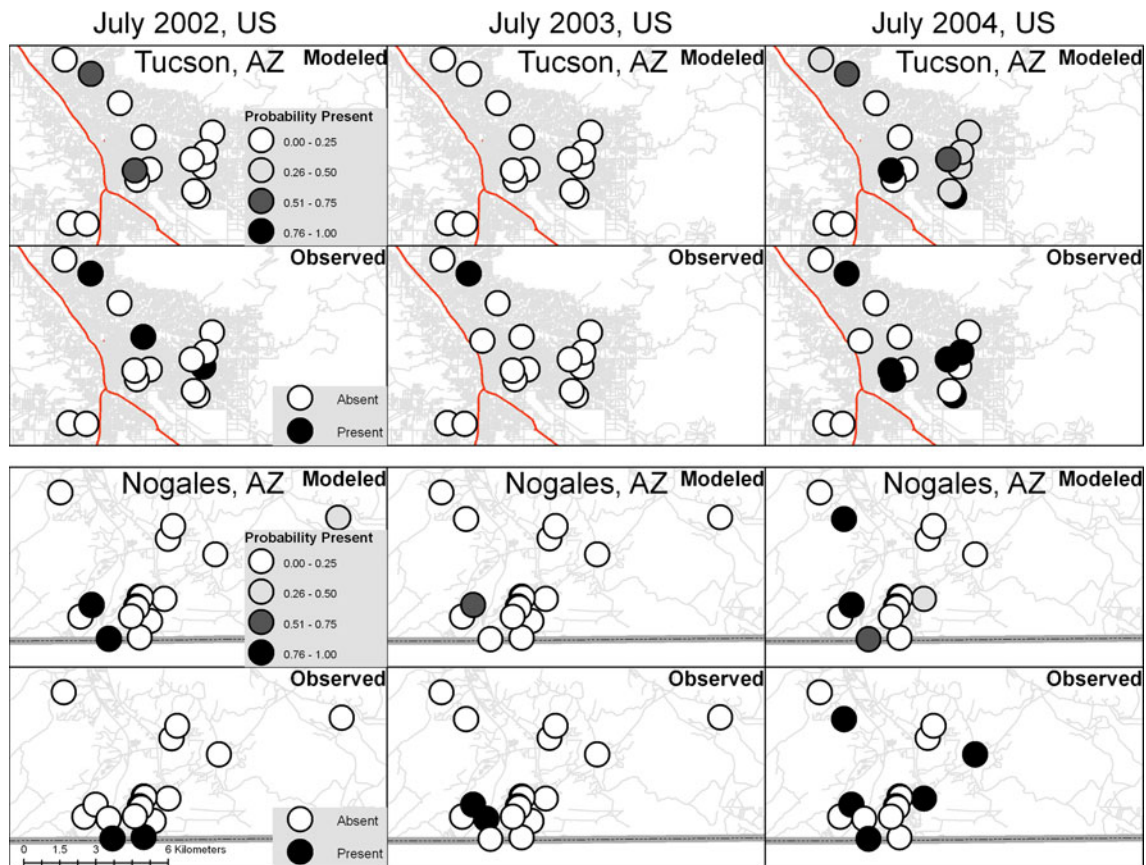 July 2002, US
July 2003, US
July 2004, US
Tucson, AZ Modeled
Tucson, AZ Modeled
Tucson, AZ Modeled
Probability Present
0.00 - 0.25
0.26 - 0.50
0.51 - 0.75
0.76 - 1.00
Observed
Observed
Observed
Absent
Present
Nogales, AZ Modeled
Nogales, AZ Modeled
Nogales, AZ Modeled
Probability Present
0.00 - 0.25
0.26 - 0.50
0.51 - 0.75
0.76 - 1.00
Observed
Observed
Observed
Absent
Present
0 1.5 3 6 Kilometers